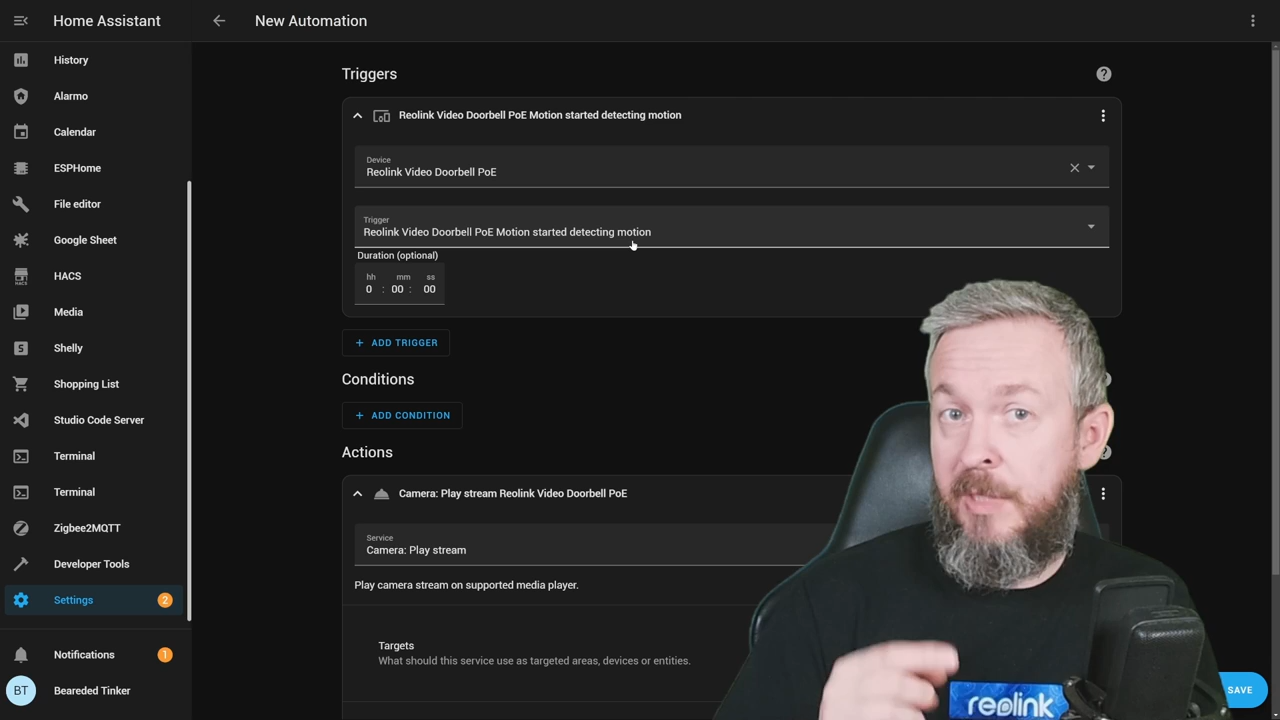 Home Assistant
New Automation
History
Alarmo
Calendar
ESPHome
File editor
Google Sheet
HACS
HACS
Media
Shelly
Shopping List
Studio Code Server
Terminal
Terminal
Zigbee2MQTT
Developer Tools
Settings
2
Notifications
1
BT
Beareded Tinker
Triggers
?
Reolink Video Doorbell PoE Motion started detecting motion
Device
Reolink Video Doorbell PoE
Trigger
Reolink Video Doorbell PoE Motion started detecting motion
Duration (optional)
hh mm ss
0 : 00 : 00
+ ADD TRIGGER
Conditions
+ ADD CONDITION
Actions
Camera: Play stream Reolink Video Doorbell PoE
Service
Camera: Play stream
Play camera stream on supported media player.
Targets
What should this service use as targeted areas, devices or entities.
SAVE
reolink